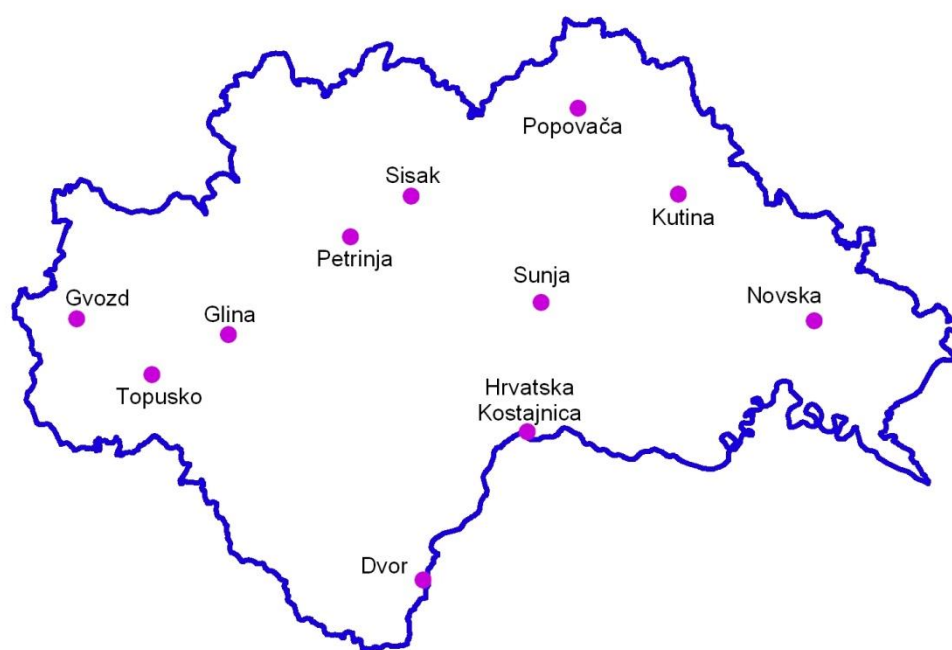 Popovača
Sisak
Kutina
Petrinja
Sunja
Gvozd
Glina
Novska
Topusko
Hrvatska
Kostajnica
Dvor